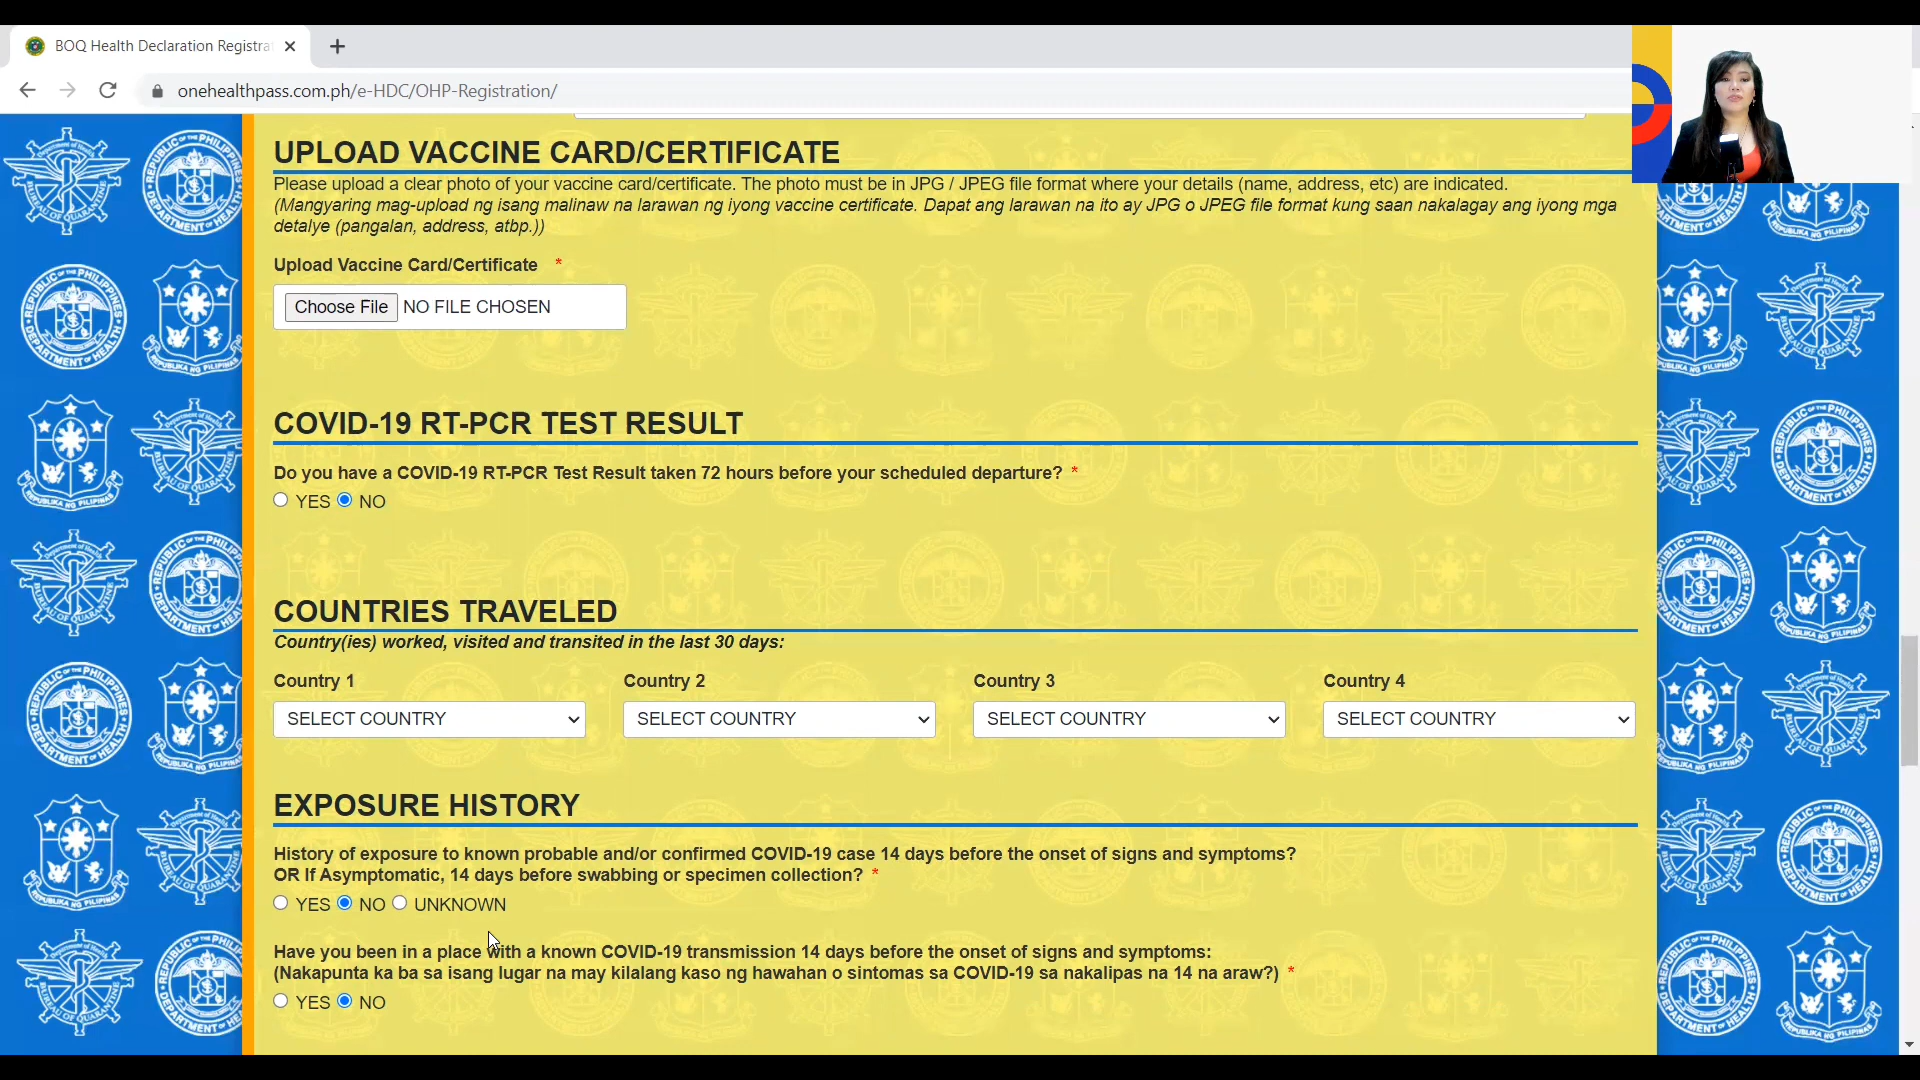 BOQ Health Declaration Registra
onehealthpass.com.ph/e-HDC/OHP-Registration/
UPLOAD VACCINE CARD/CERTIFICATE
Please upload a clear photo of your vaccine card/certificate. The photo must be in JPG / JPEG file format where your details (name, address, etc) are indicated.
(Mangyaring mag-upload ng isang malinaw na larawan ng iyong vaccine certificate. Dapat ang larawan na ito ay JPG o JPEG file format kung saan nakalagay ang iyong mga
detalye (pangalan, address, atbp.))
Upload Vaccine Card/Certificate *
Choose File NO FILE CHOSEN
COVID-19 RT-PCR TEST RESULT
Do you have a COVID-19 RT-PCR Test Result taken 72 hours before your scheduled departure? *
YES NO
COUNTRIES TRAVELED
Country(ies) worked, visited and transited in the last 30 days:
Country 1 Country 2 Country 3 Country 4
SELECT COUNTRY SELECT COUNTRY SELECT COUNTRY SELECT COUNTRY
EXPOSURE HISTORY
History of exposure to known probable and/or confirmed COVID-19 case 14 days before the onset of signs and symptoms?
OR If Asymptomatic, 14 days before swabbing or specimen collection? *
YES NO UNKNOWN
Have you been in a place with a known COVID-19 transmission 14 days before the onset of signs and symptoms:
(Nakapunta ka ba sa isang lugar na may kilalang kaso ng hawahan o sintomas sa COVID-19 sa nakalipas na 14 na araw?) *
YES NO